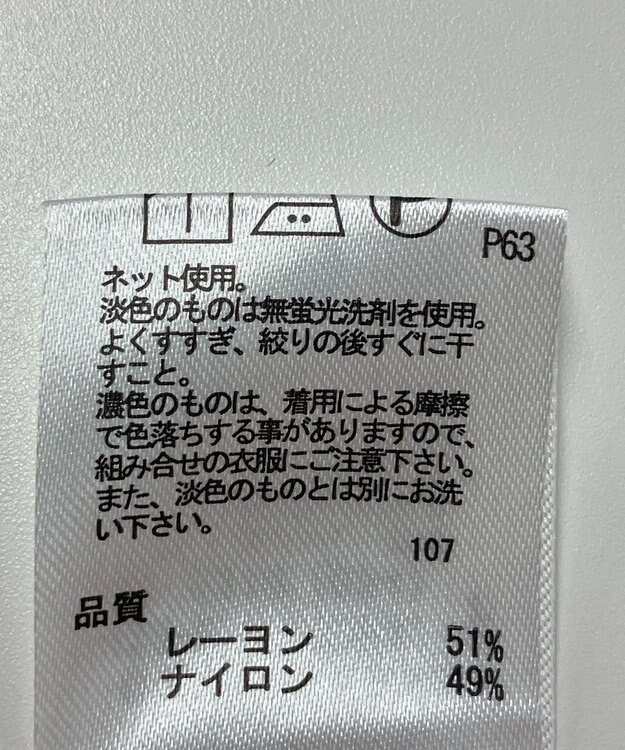 P63
ネット使用。
淡色のものは無蛍光洗剤を使用。
よくすすぎ、絞りの後すぐに干
すこと。
濃色のものは、着用による摩擦
で色落ちする事がありますので、
組み合せの衣服にご注意下さい。
また、淡色のものとは別にお洗
い下さい。
107
品質
レーヨン 51%
ナイロン 49%